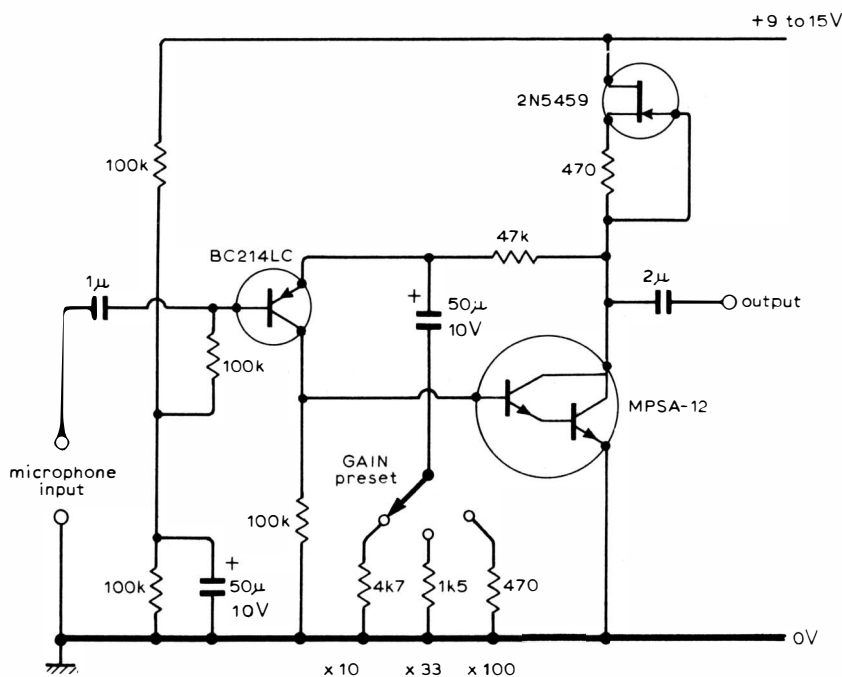 +9 to 15V
2N5459
100k
470
BC214LC
47k
1μ
+
50μ
10V
2μ
output
100k
MPSA-12
microphone
input
GAIN
preset
100k
100k
+
50μ
10V
4k7
1k5
470
0V
x 10
x 33
x 100